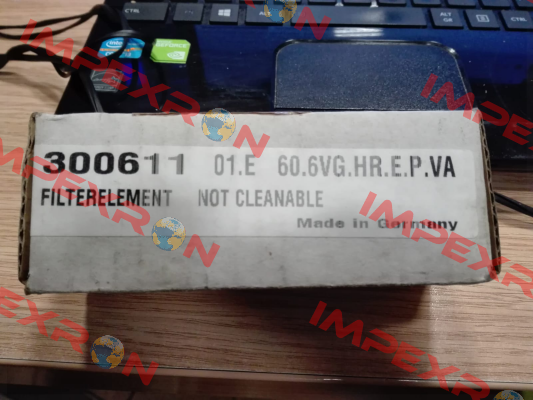 300611 01.E 60.6VG.HR.E.P.VA
FILTERELEMENT NOT CLEANABLE
Made in Germany
IMPEXRON
IMPEXRON
IMPEXRON
IMPEXRON